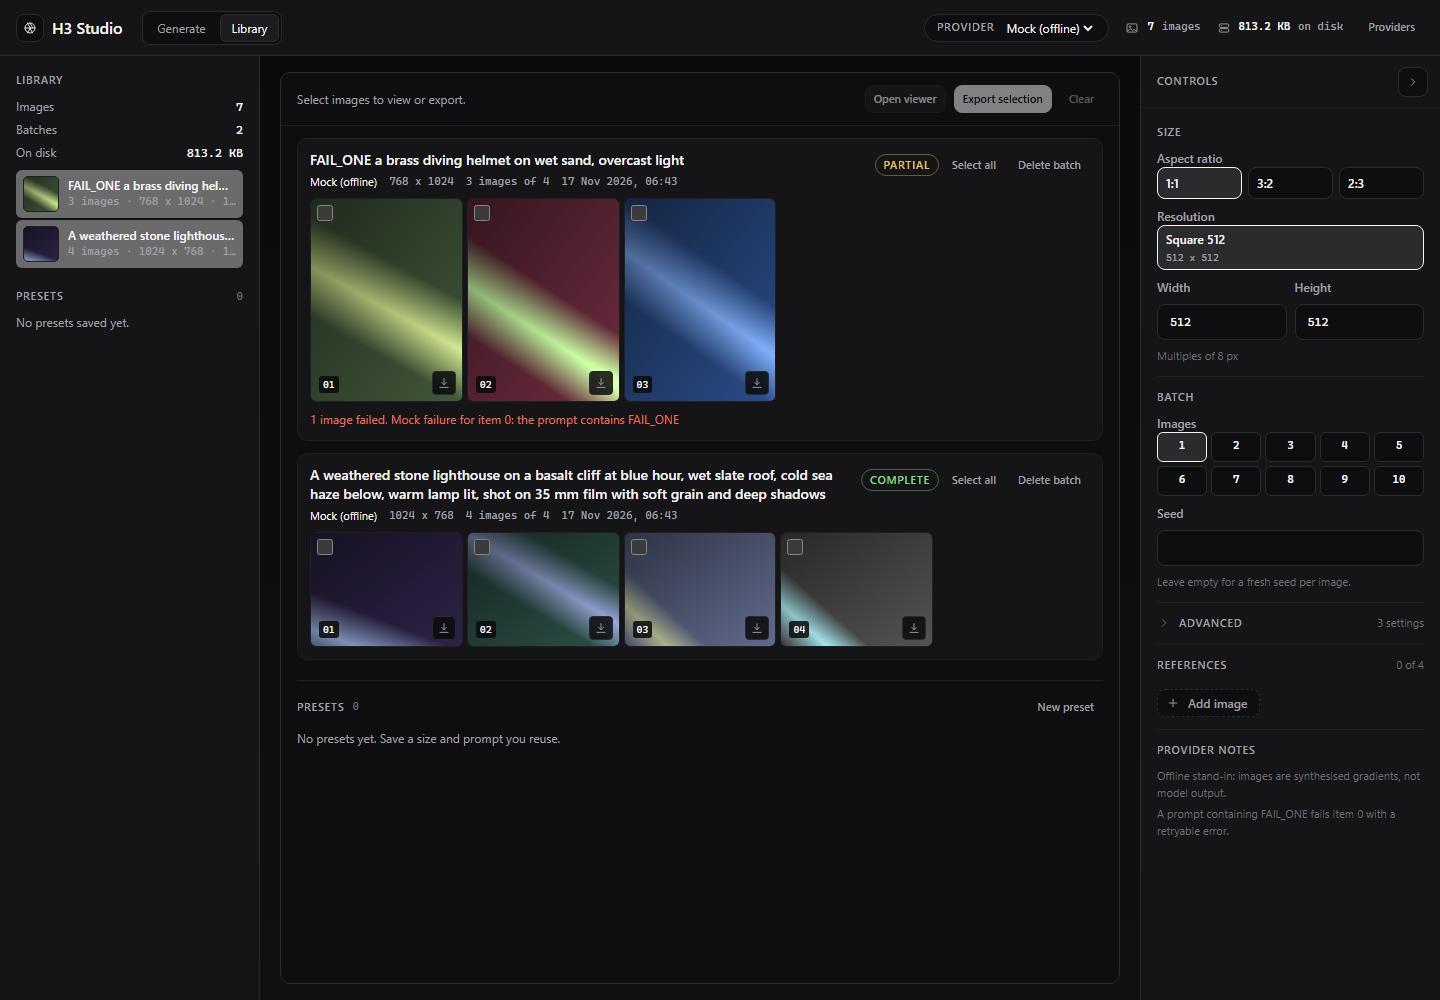 H3 Studio
Generate
Library
PROVIDER Mock (offline)
7 images
813.2 KB on disk
Providers
LIBRARY
Images 7
Batches 2
On disk 813.2 KB
FAIL_ONE a brass diving hel...
3 images · 768 x 1024 · 1...
A weathered stone lighthous...
4 images · 1024 x 768 · 1...
PRESETS 0
No presets saved yet.
Select images to view or export.
Open viewer
Export selection
Clear
FAIL_ONE a brass diving helmet on wet sand, overcast light
PARTIAL
Select all
Delete batch
Mock (offline) 768 x 1024 3 images of 4 17 Nov 2026, 06:43
01
02
03
1 image failed. Mock failure for item 0: the prompt contains FAIL_ONE
A weathered stone lighthouse on a basalt cliff at blue hour, wet slate roof, cold sea
haze below, warm lamp lit, shot on 35 mm film with soft grain and deep shadows
COMPLETE
Select all
Delete batch
Mock (offline) 1024 x 768 4 images of 4 17 Nov 2026, 06:43
01
02
03
04
PRESETS 0
New preset
No presets yet. Save a size and prompt you reuse.
CONTROLS
SIZE
Aspect ratio
1:1
3:2
2:3
Resolution
Square 512
512 x 512
Width Height
512 512
Multiples of 8 px
BATCH
Images
1 2 3 4 5
6 7 8 9 10
Seed
Leave empty for a fresh seed per image.
ADVANCED 3 settings
REFERENCES 0 of 4
Add image
PROVIDER NOTES
Offline stand-in: images are synthesised gradients, not
model output.
A prompt containing FAIL_ONE fails item 0 with a
retryable error.